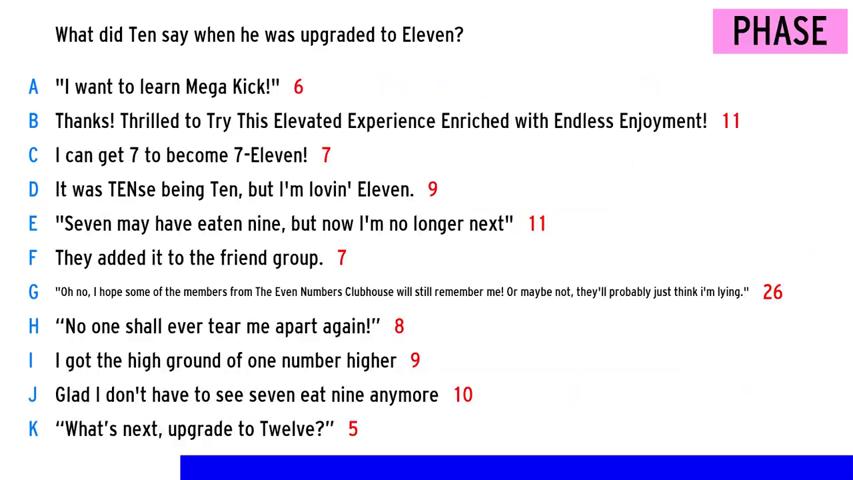 What did Ten say when he was upgraded to Eleven?
PHASE
A "I want to learn Mega Kick!" 6
B Thanks! Thrilled to Try This Elevated Experience Enriched with Endless Enjoyment! 11
C I can get 7 to become 7-Eleven! 7
D It was TENse being Ten, but I'm lovin' Eleven. 9
E "Seven may have eaten nine, but now I'm no longer next" 11
F They added it to the friend group. 7
G "Oh no, I hope some of the members from The Even Numbers Clubhouse will still remember me! Or maybe not, they'll probably just think i'm lying." 26
H “No one shall ever tear me apart again!” 8
I I got the high ground of one number higher 9
J Glad I don't have to see seven eat nine anymore 10
K “What’s next, upgrade to Twelve?” 5